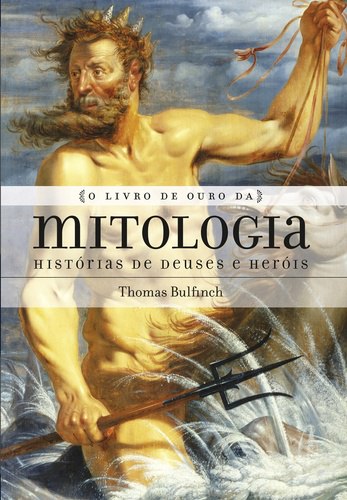 O LIVRO DE OURO DA
MITOLOGIA
HISTÓRIAS DE DEUSES E HERÓIS
Thomas Bulfinch